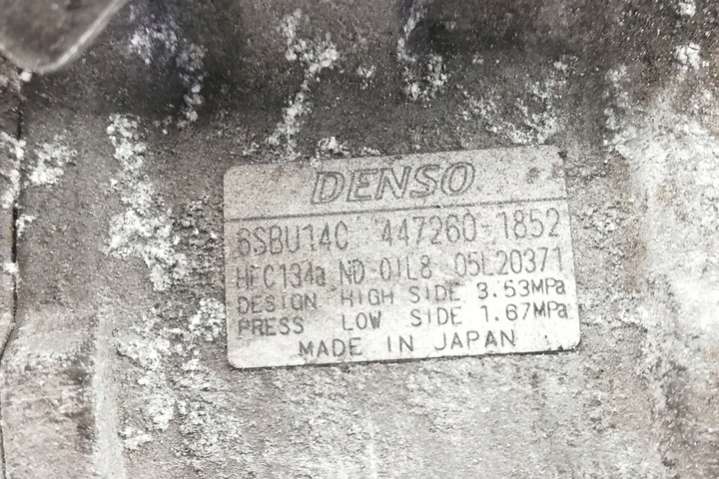 DENSO
6SBU14C 447260-1852
HFC134a ND-OIL8 05L20371
DESIGN HIGH SIDE 3.53MPa
PRESS LOW SIDE 1.67MPa
MADE IN JAPAN